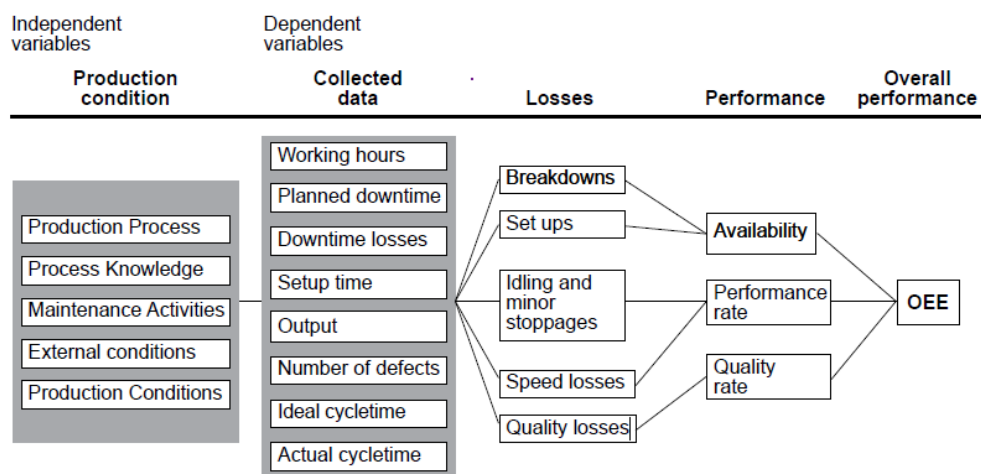 Independent
variables
Dependent
variables
Production
condition
Collected
data
Losses
Performance
Overall
performance
Production Process
Process Knowledge
Maintenance Activities
External conditions
Production Conditions
Working hours
Planned downtime
Downtime losses
Setup time
Output
Number of defects
Ideal cycletime
Actual cycletime
Breakdowns
Set ups
Idling and
minor
stoppages
Speed losses
Quality losses
Availability
Performance
rate
Quality
rate
OEE